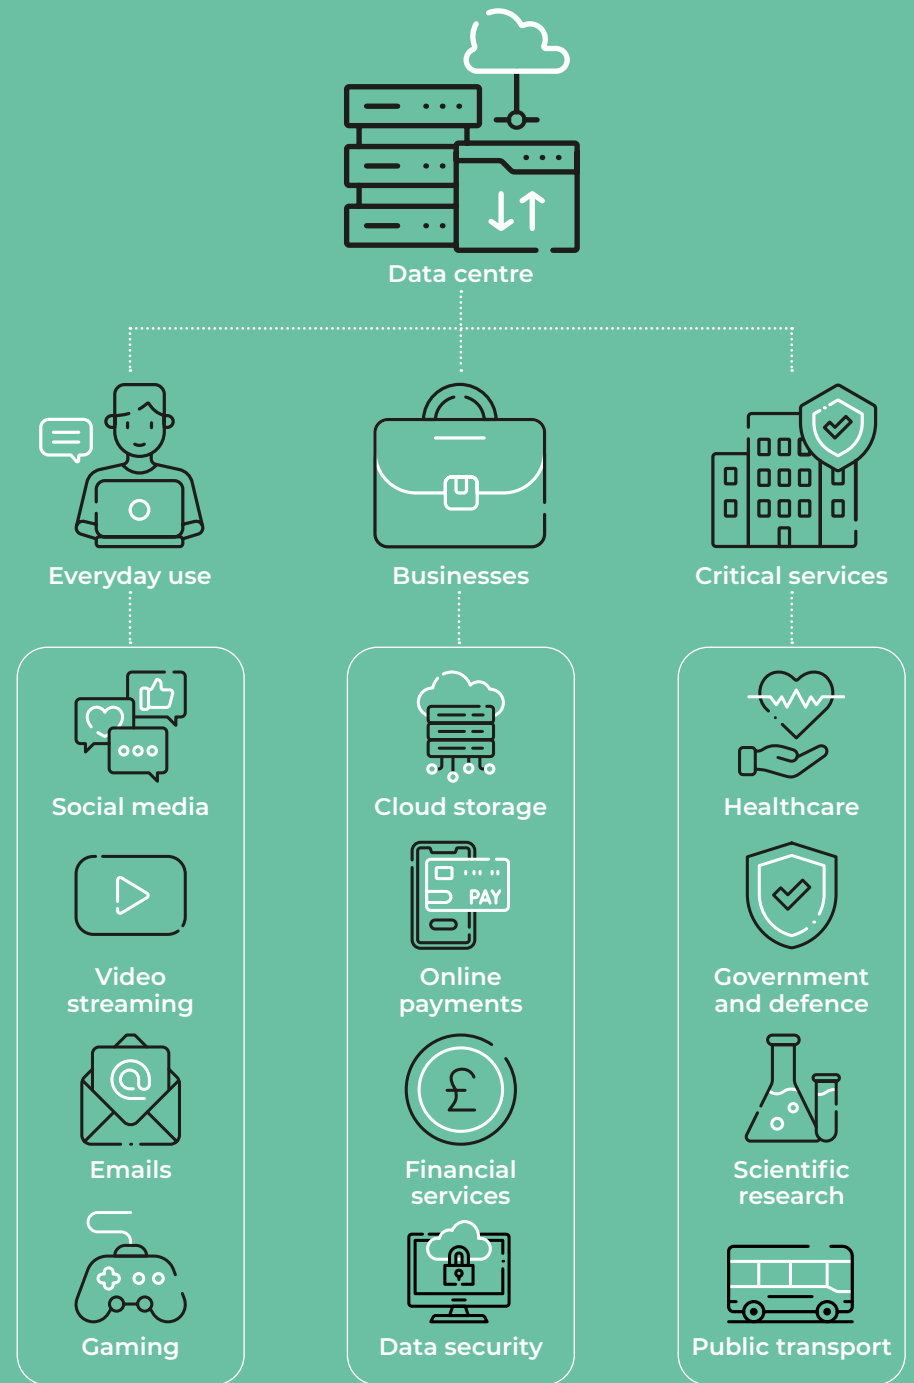 Data centre
Everyday use
Businesses
Critical services
Social media
Video
streaming
Emails
Gaming
Cloud storage
PAY
Online
payments
£
Financial
services
Data security
Healthcare
Government
and defence
Scientific
research
Public transport